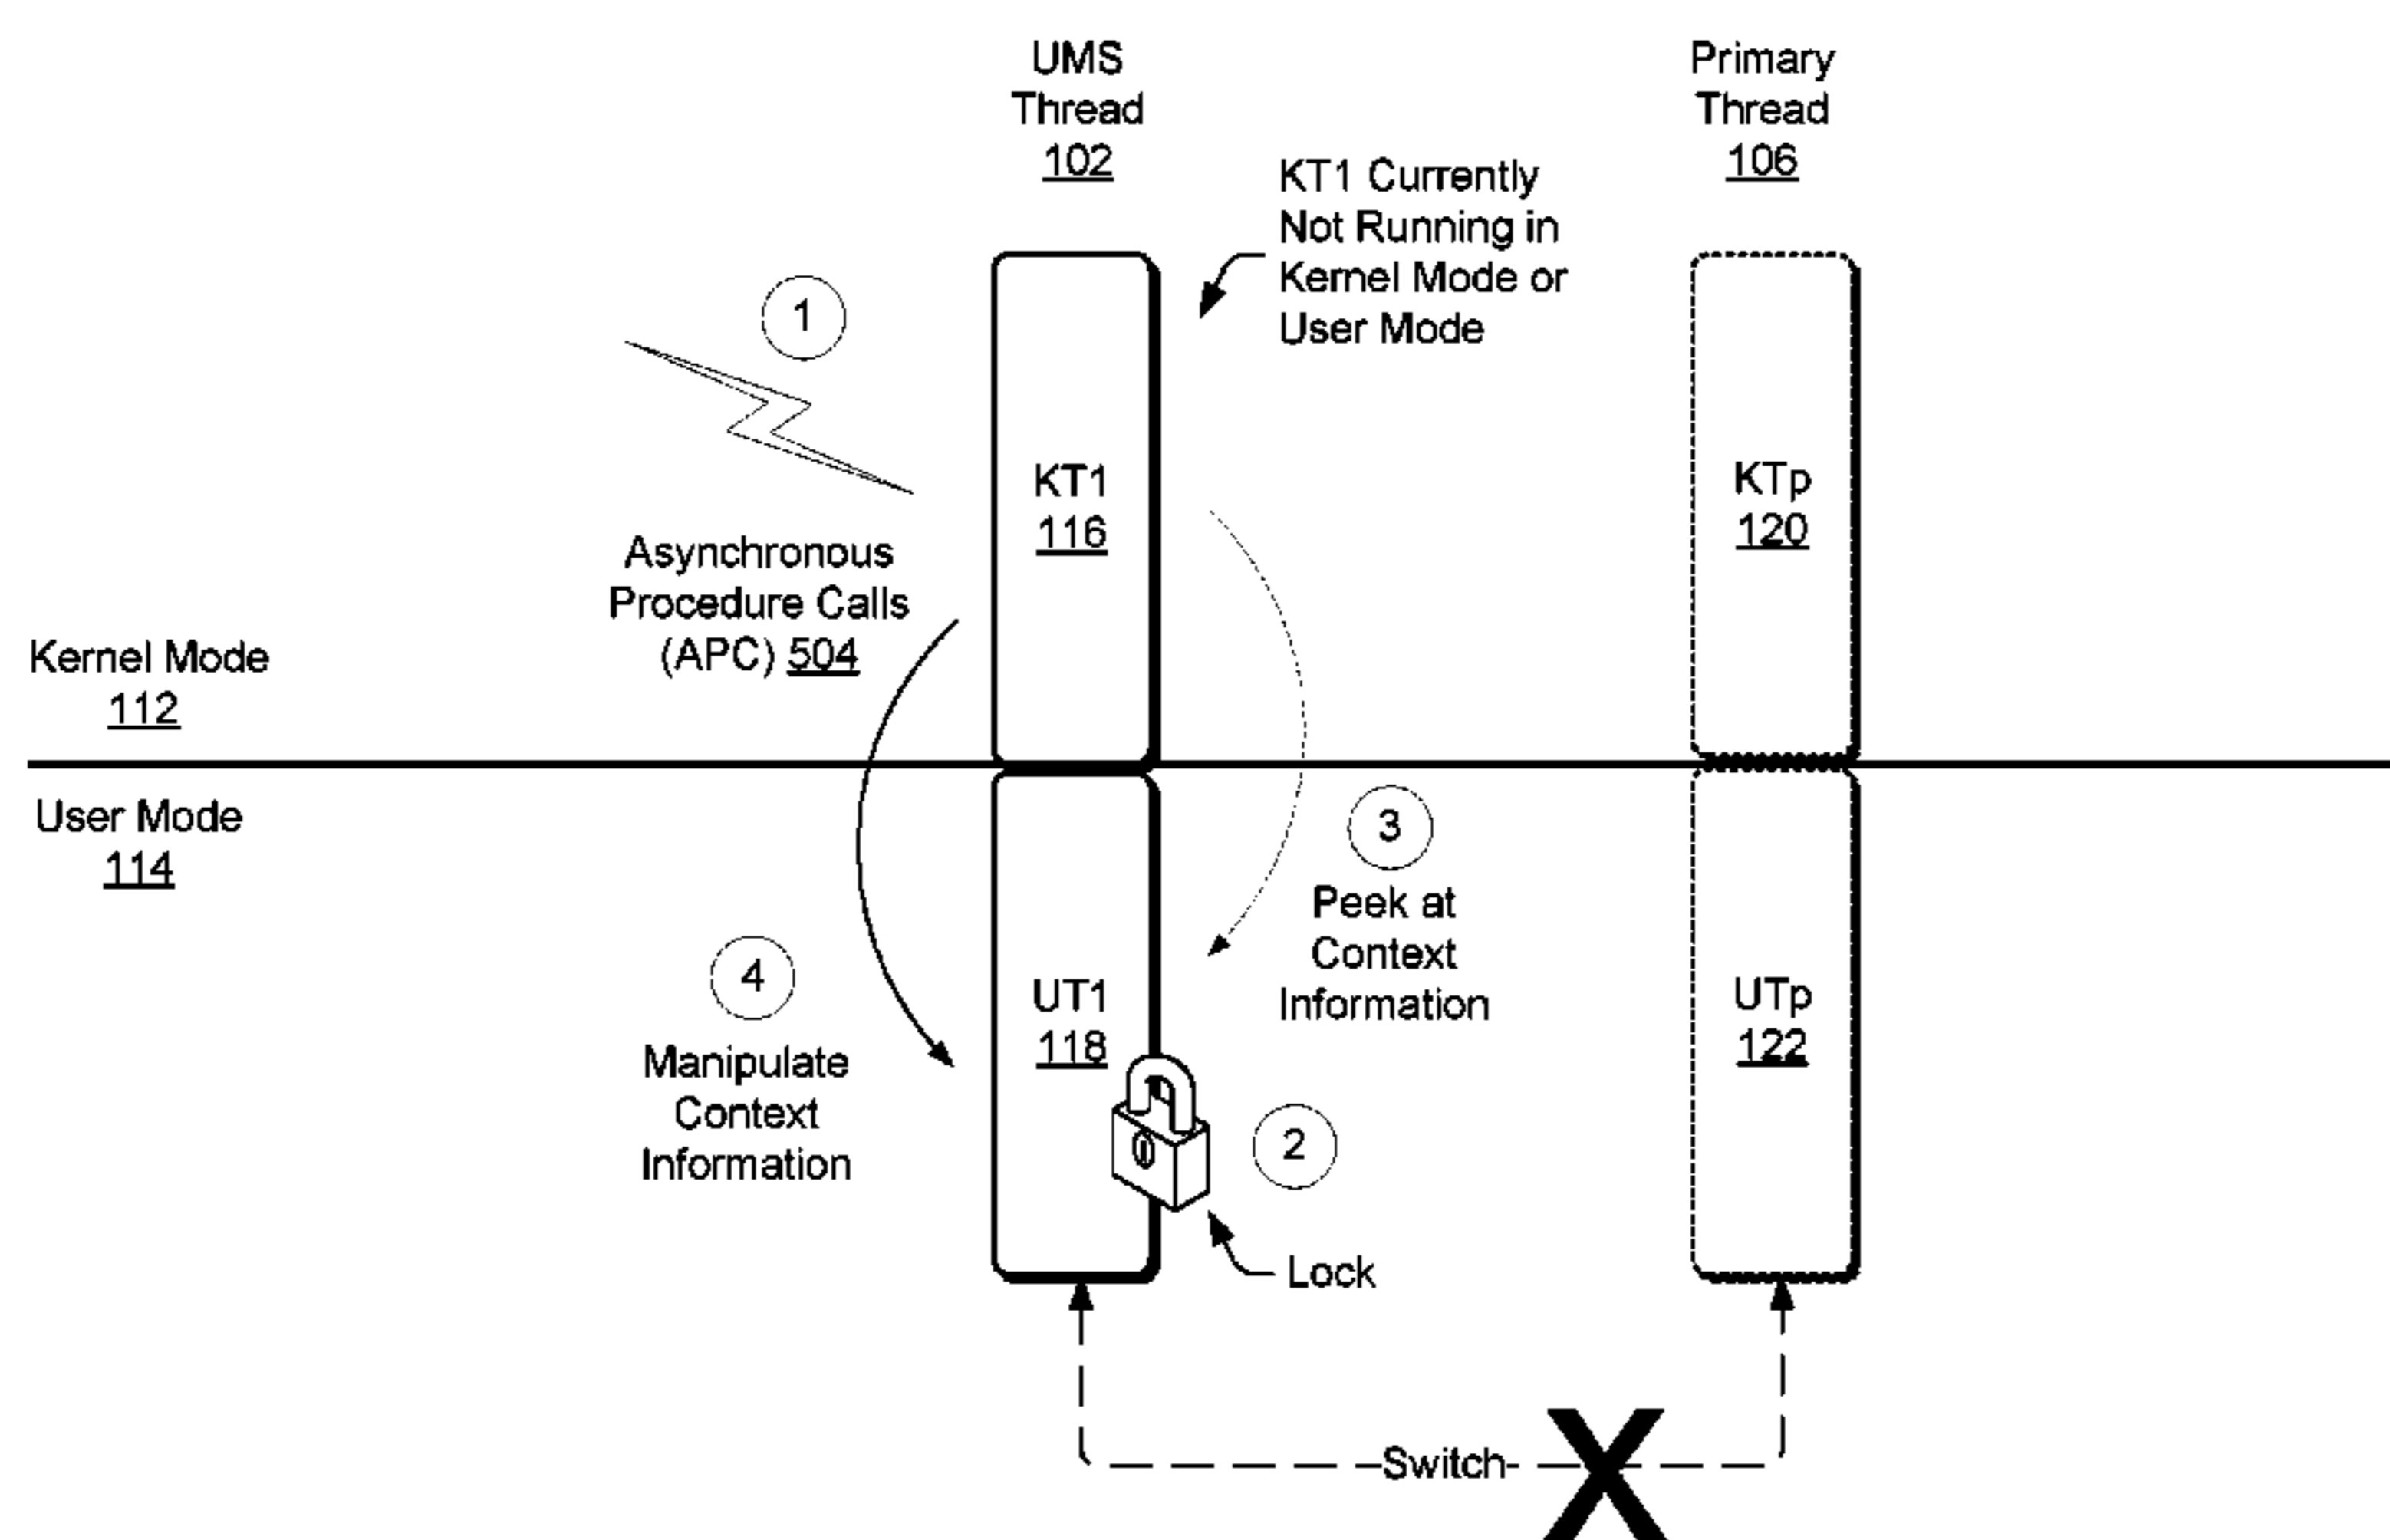 UMS
Thread
102
Primary
Thread
106
KT1 Currently
Not Running in
Kernel Mode or
User Mode
1
KT1
116
KTp
120
Asynchronous
Procedure Calls
(APC) 504
Kernel Mode
112
User Mode
114
3
Peek at
Context
Information
4
Manipulate
Context
Information
UT1
118
UTp
122
2
Lock
Switch
X